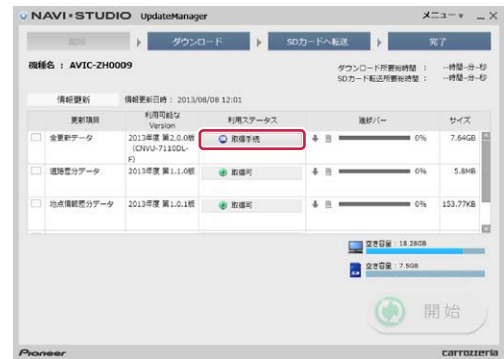 NAVI•STUDIO UpdateManager
メニュー
開始
ダウンロード
SDカードへ転送
完了
機種名 : AVIC-ZH0009
ダウンロード所要総時間 : --時間--分--秒
SDカード転送所要総時間 : --時間--分--秒
情報更新
情報更新日時 : 2013/08/08 12:01
更新項目
利用可能な
Version
利用ステータス
進捗バー
サイズ
全更新データ
2013年度 第2.0.0版
(CNVU-7110DL-
F)
取得手続
0%
7.64GB
道路差分データ
2013年度 第1.1.0版
取得可
0%
5.8MB
地点情報差分データ
2013年度 第1.0.1版
取得可
0%
153.77KB
空き容量 : 18.28GB
空き容量 : 7.5GB
開始
Pioneer
carrozzeria